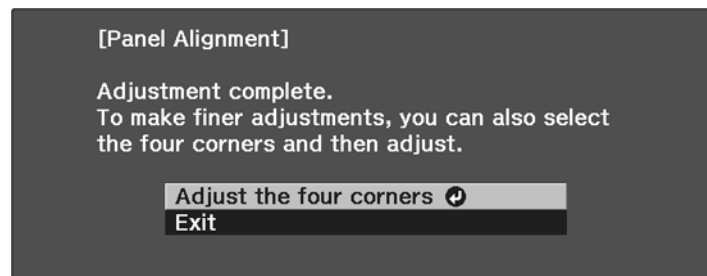 [Panel Alignment]
Adjustment complete.
To make finer adjustments, you can also select
the four corners and then adjust.
Adjust the four corners
Exit